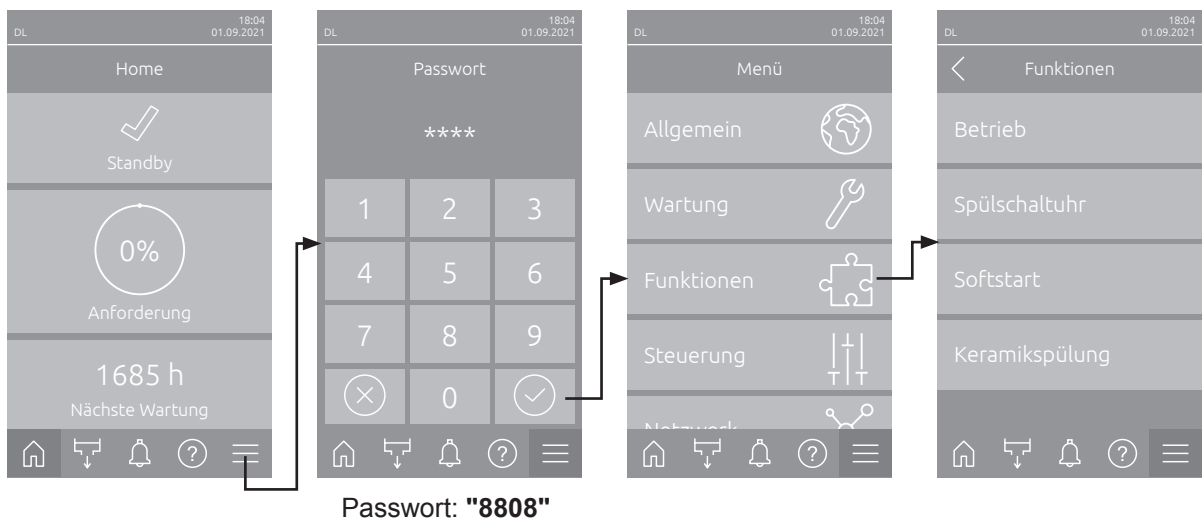 18:04
DL 01.09.2021
Home
Standby
0%
Anforderung
1685 h
Nächste Wartung
?
18:04
DL 01.09.2021
Passwort
****
1 2 3
4 5 6
7 8 9
0
?
Passwort: "8808"
18:04
DL 01.09.2021
Menü
Allgemein
Wartung
Funktionen
Steuerung
Netzwerk
?
18:04
DL 01.09.2021
Funktionen
Betrieb
Spülschaltuhr
Softstart
Keramikspülung
?